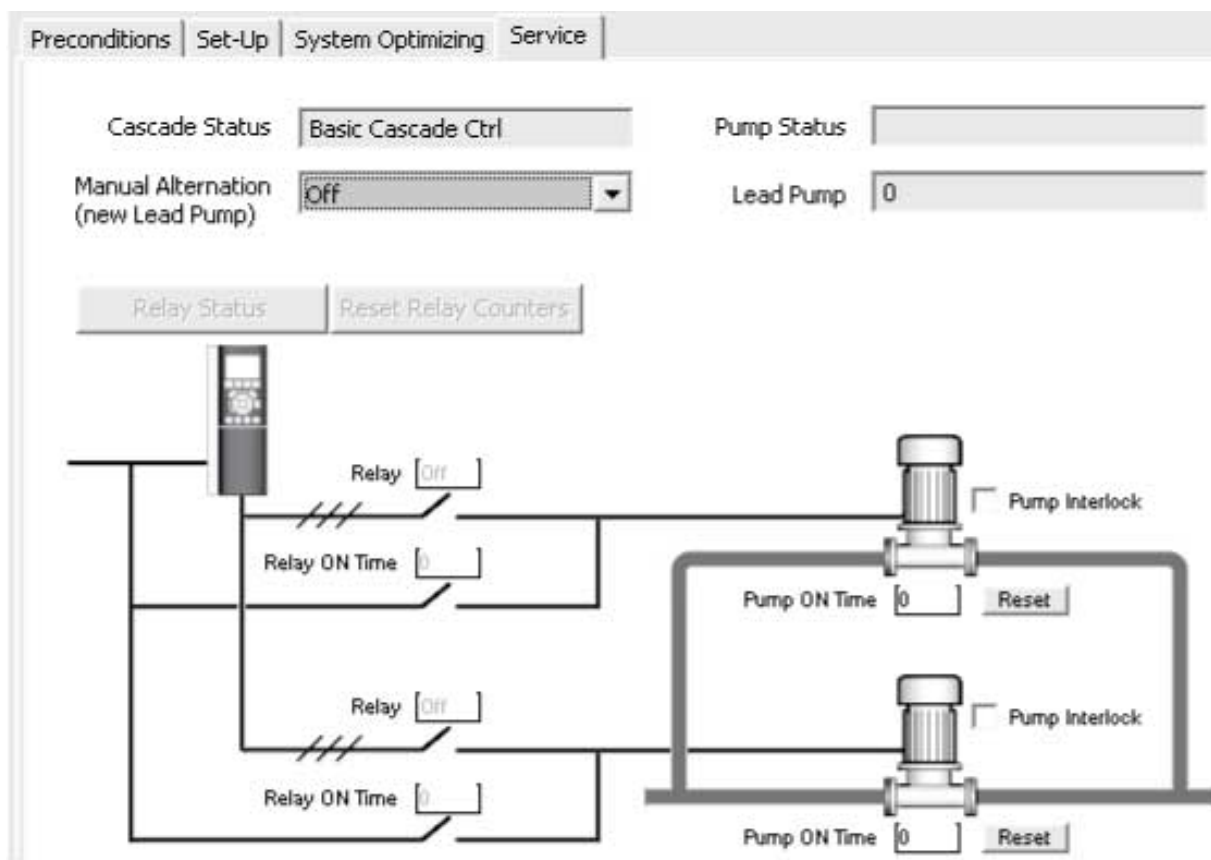 Preconditions Set-Up System Optimizing Service
Cascade Status Basic Cascade Ctrl Pump Status
Manual Alternation
(new Lead Pump) Off Lead Pump 0
Relay Status Reset Relay Counters
Relay Off
Pump Interlock
Relay ON Time 0
Pump ON Time 0 Reset
Relay Off
Pump Interlock
Relay ON Time 0
Pump ON Time 0 Reset